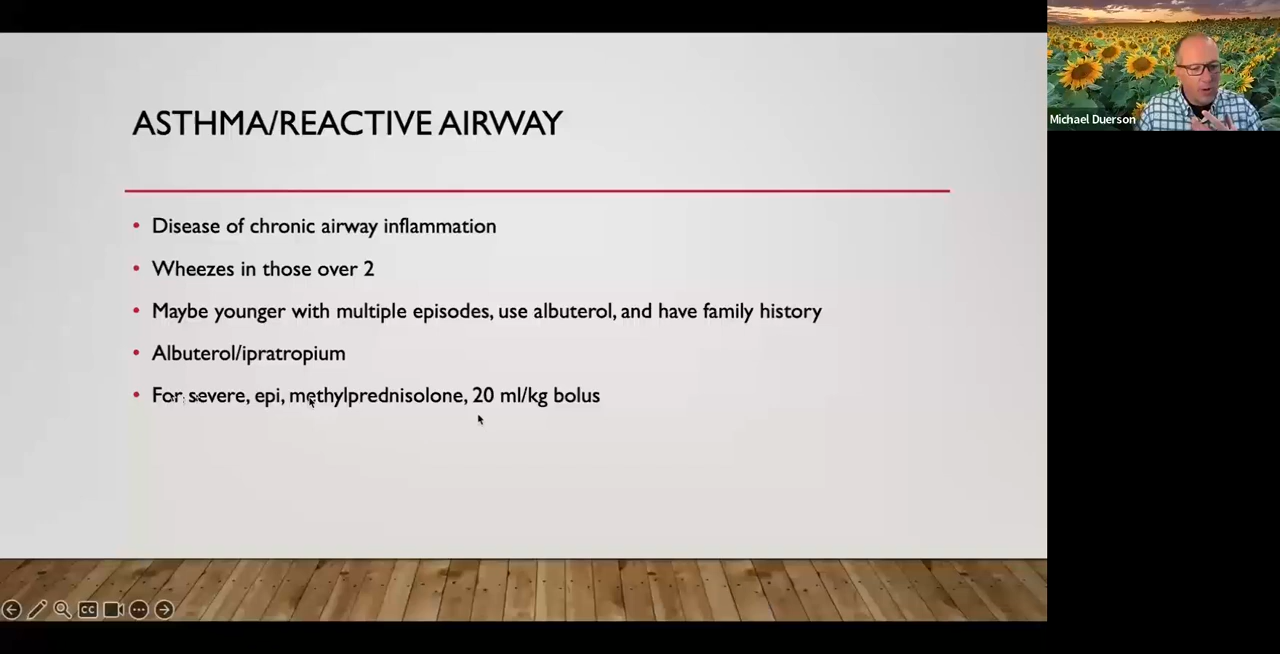 ASTHMA/REACTIVE AIRWAY
• Disease of chronic airway inflammation
• Wheezes in those over 2
• Maybe younger with multiple episodes, use albuterol, and have family history
• Albuterol/ipratropium
• For severe, epi, methylprednisolone, 20 ml/kg bolus
Michael Duerson
CC